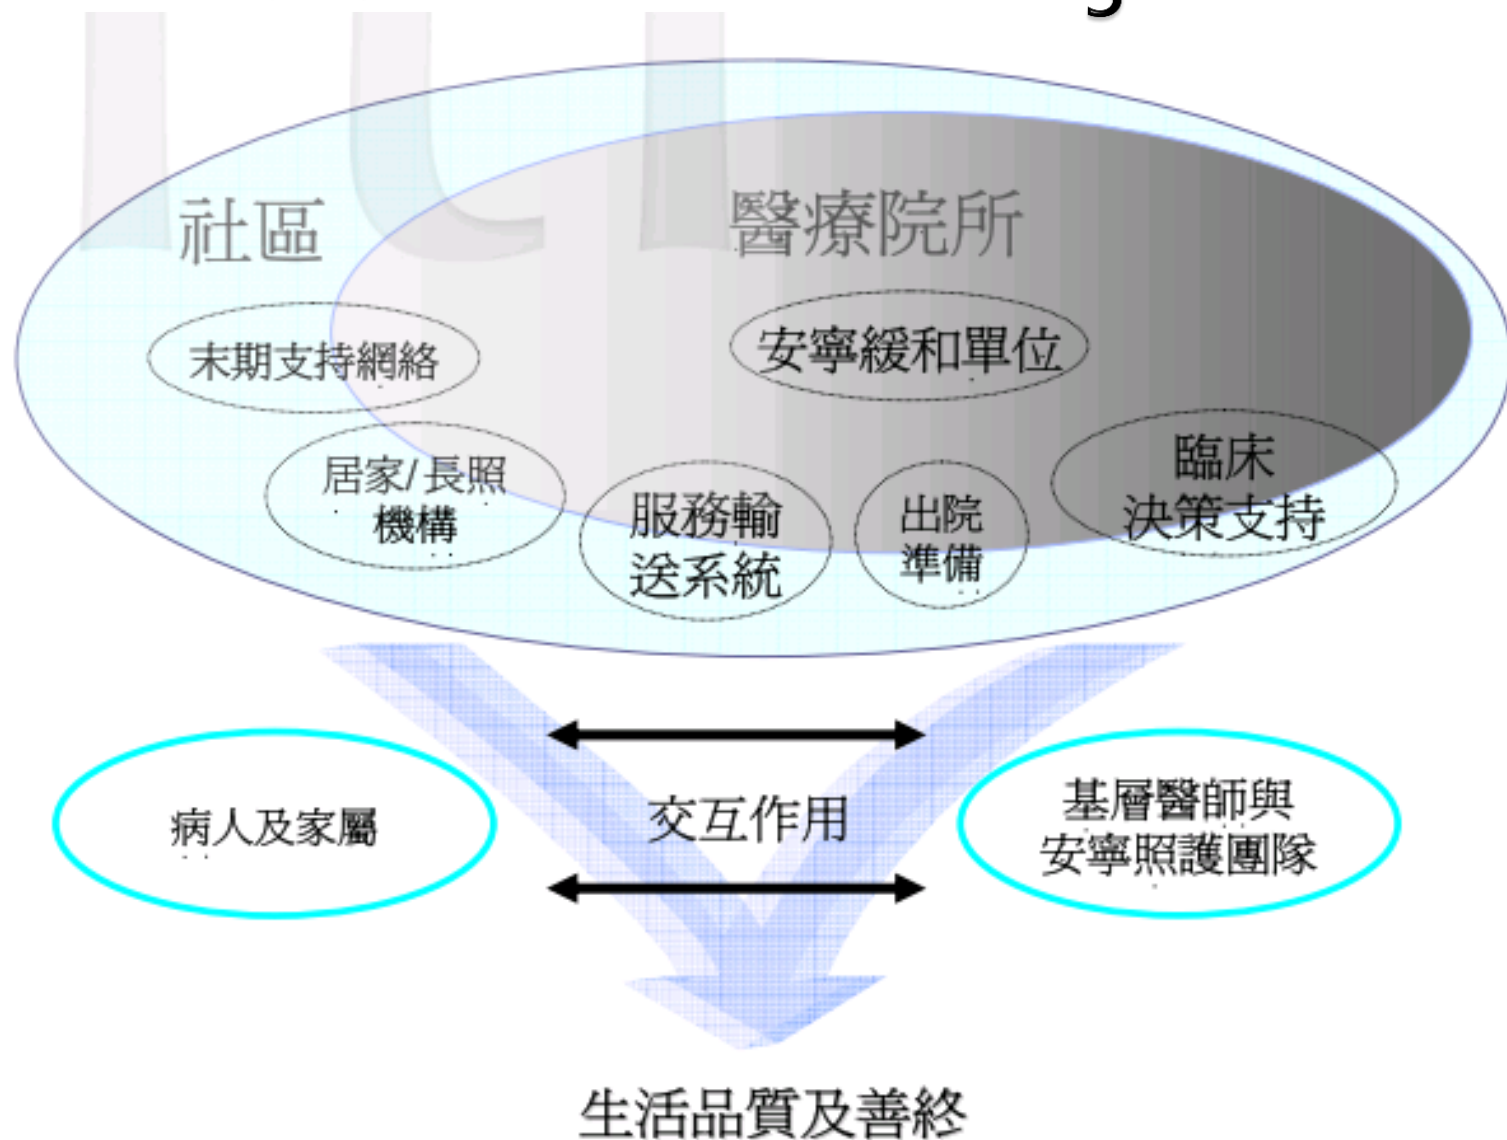 社區
醫療院所
末期支持網絡
安寧緩和單位
居家/長照
機構
服務輸
送系統
出院
準備
臨床
決策支持
病人及家屬
交互作用
基層醫師與
安寧照護團隊
生活品質及善終